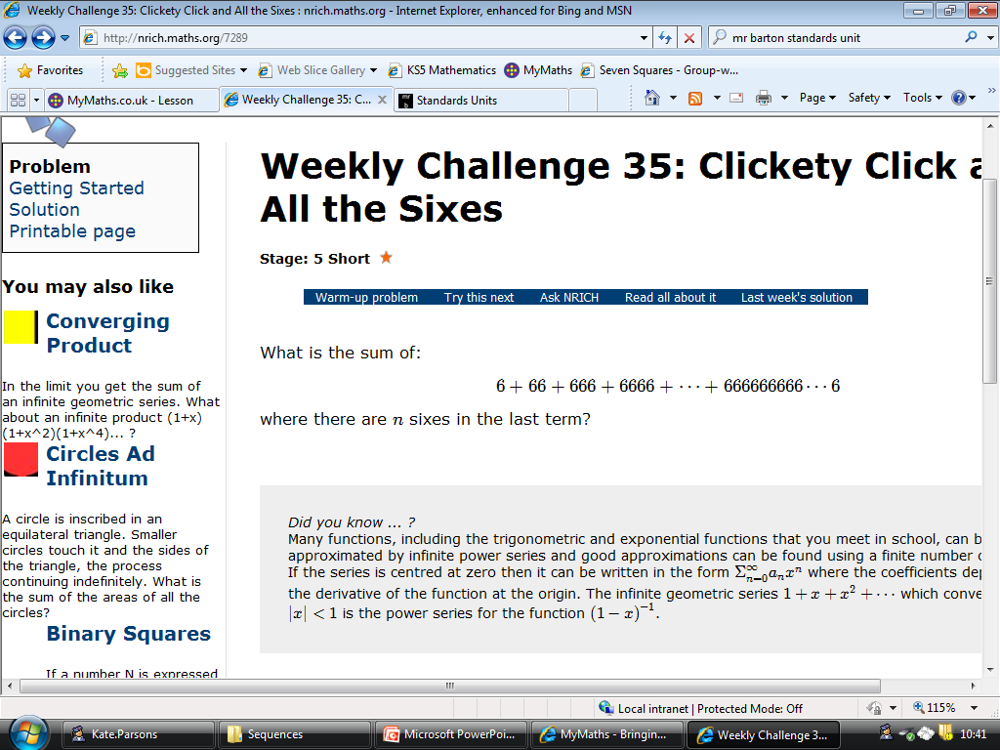 Weekly Challenge 35: Clickety Click and All the Sixes : nrich.maths.org - Internet Explorer, enhanced for Bing and MSN
http://nrich.maths.org/7289
mr barton standards unit
Favorites
Suggested Sites
Web Slice Gallery
KS5 Mathematics
MyMaths
Seven Squares - Group-w...
MyMaths.co.uk - Lesson
Weekly Challenge 35: C...
Standards Units
Page
Safety
Tools
Problem
Getting Started
Solution
Printable page
You may also like
Converging
Product
In the limit you get the sum of
an infinite geometric series. What
about an infinite product (1+x)
(1+x^2)(1+x^4)... ?
Circles Ad
Infinitum
A circle is inscribed in an
equilateral triangle. Smaller
circles touch it and the sides of
the triangle, the process
continuing indefinitely. What is
the sum of the areas of all the
circles?
Binary Squares
If a number N is expressed
Weekly Challenge 35: Clickety Click a
All the Sixes
Stage: 5 Short
Warm-up problem
Try this next
Ask NRICH
Read all about it
Last week's solution
What is the sum of:
6 + 66 + 666 + 6666 + ⋯ + 666666666 ⋯ 6
where there are n sixes in the last term?
Did you know ... ?
Many functions, including the trigonometric and exponential functions that you meet in school, can b
approximated by infinite power series and good approximations can be found using a finite number o
If the series is centred at zero then it can be written in the form Σ_{n=0}^{∞} aₙxⁿ where the coefficients dep
the derivative of the function at the origin. The infinite geometric series 1 + x + x² + ⋯ which conve
|x| < 1 is the power series for the function (1 − x)⁻¹.
Local intranet | Protected Mode: Off
115%
Kate.Parsons
Sequences
Microsoft PowerPoi...
MyMaths - Bringin...
Weekly Challenge 3...
10:41